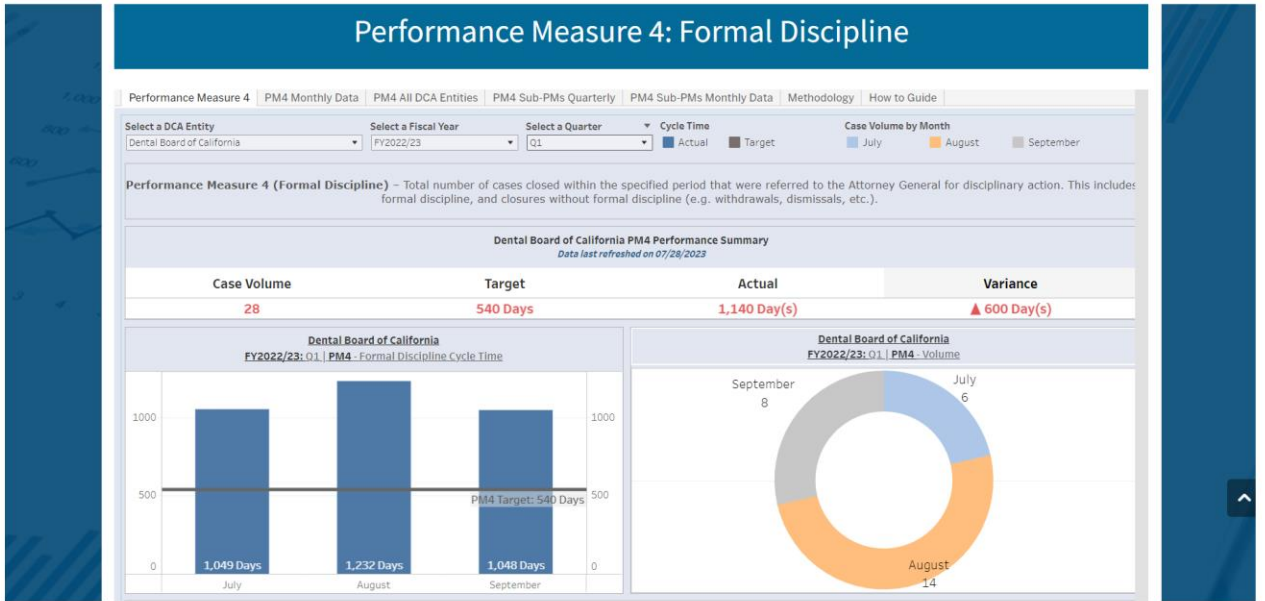 Performance Measure 4: Formal Discipline
Performance Measure 4 PM4 Monthly Data PM4 All DCA Entities PM4 Sub-PMs Quarterly PM4 Sub-PMs Monthly Data Methodology How to Guide
Select a DCA Entity Select a Fiscal Year Select a Quarter Cycle Time Case Volume by Month
Dental Board of California FY2022/23 Q1 Actual Target July August September
Performance Measure 4 (Formal Discipline) – Total number of cases closed within the specified period that were referred to the Attorney General for disciplinary action. This includes
formal discipline, and closures without formal discipline (e.g. withdrawals, dismissals, etc.).
Dental Board of California PM4 Performance Summary
Data last refreshed on 07/28/2023
Case Volume Target Actual Variance
28 540 Days 1,140 Day(s) ▲ 600 Day(s)
Dental Board of California
FY2022/23: Q1 | PM4 - Formal Discipline Cycle Time
1000 1000
500 500
PM4 Target: 540 Days
0 0
1,049 Days 1,232 Days 1,048 Days
July August September
Dental Board of California
FY2022/23: Q1 | PM4 - Volume
September
8
July
6
August
14
1,000
800
600
3 4